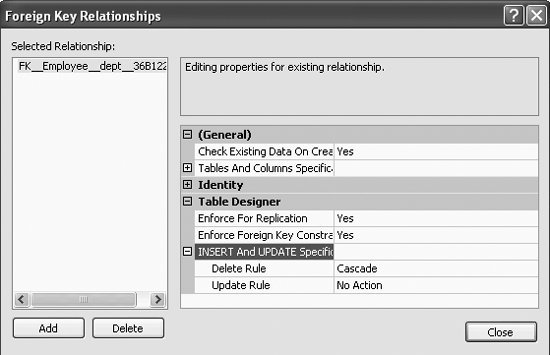 Foreign Key Relationships
Selected Relationship:
FK__Employee__dept__36B122
Editing properties for existing relationship.
(General)
Check Existing Data On Crea Yes
Tables And Columns Specific
Identity
Table Designer
Enforce For Replication Yes
Enforce Foreign Key Constra Yes
INSERT And UPDATE Specific
Delete Rule Cascade
Update Rule No Action
Add Delete
Close